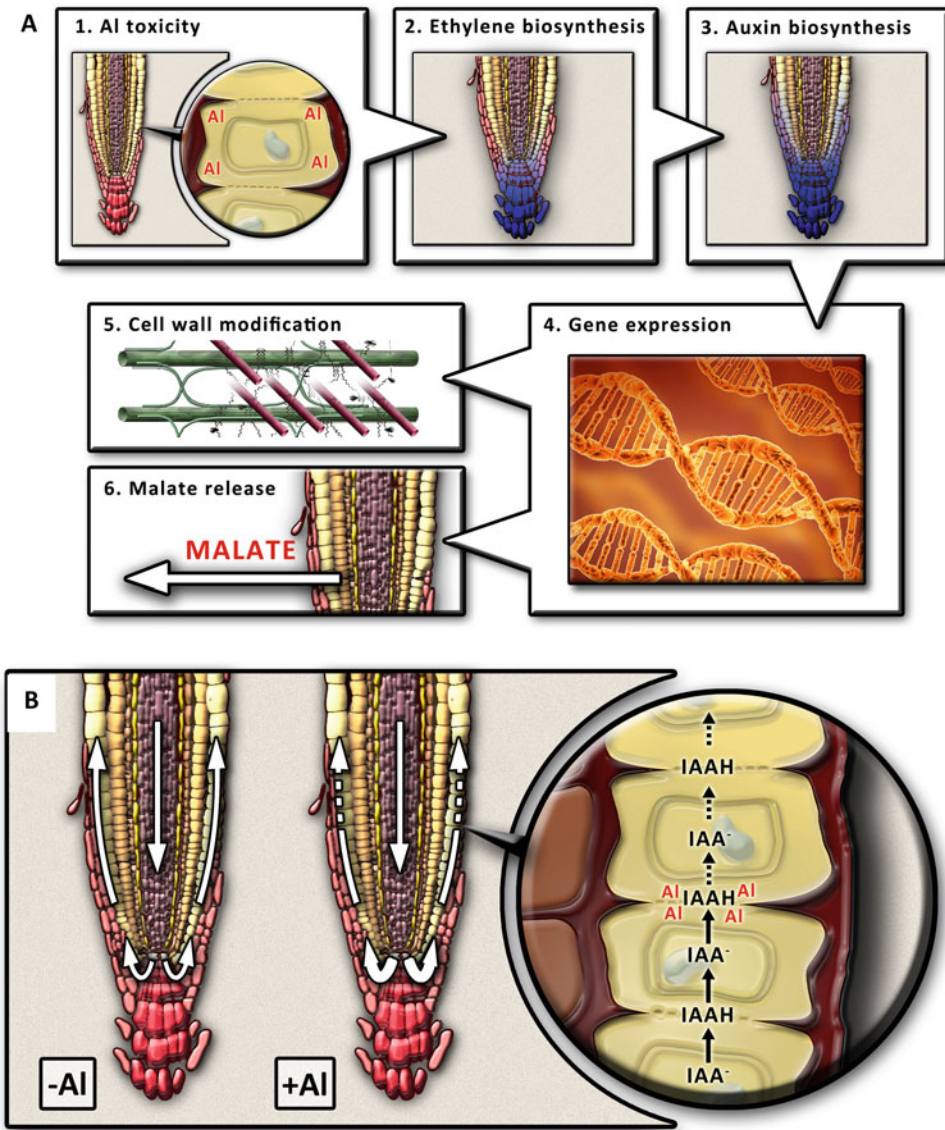 A
1. Al toxicity
Al
Al
Al
Al
2. Ethylene biosynthesis
3. Auxin biosynthesis
4. Gene expression
5. Cell wall modification
6. Malate release
MALATE
B
-Al
+Al
IAAH
IAA⁻
Al IAAH Al
Al Al
IAA⁻
IAAH
IAA⁻